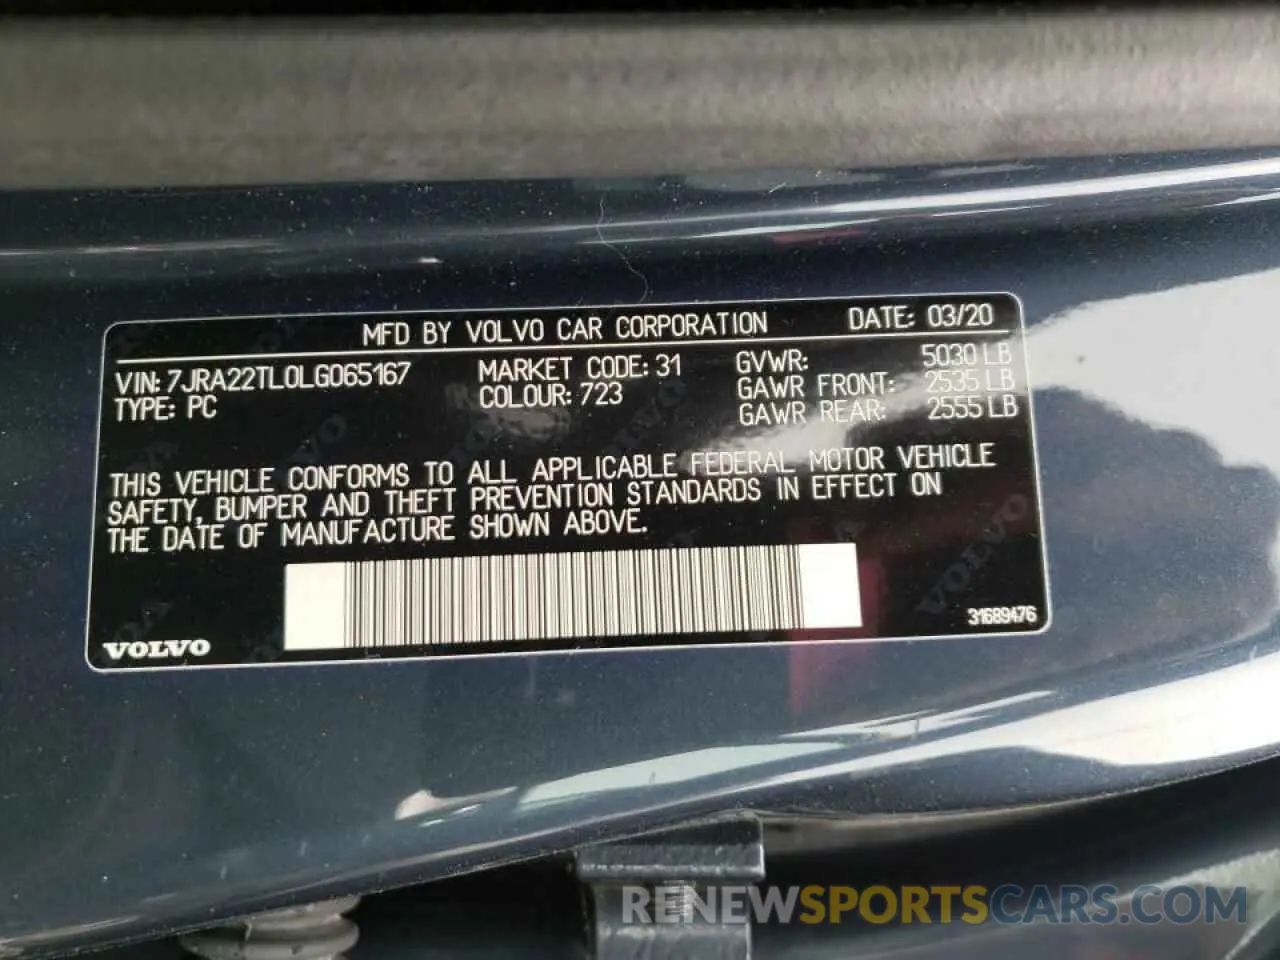 MFD BY VOLVO CAR CORPORATION DATE: 03/20
VIN: 7JRA22TL0LG065167 MARKET CODE: 31 GVWR: 5030 LB
TYPE: PC COLOUR: 723 GAWR FRONT: 2535 LB
GAWR REAR: 2555 LB
THIS VEHICLE CONFORMS TO ALL APPLICABLE FEDERAL MOTOR VEHICLE
SAFETY, BUMPER AND THEFT PREVENTION STANDARDS IN EFFECT ON
THE DATE OF MANUFACTURE SHOWN ABOVE.
VOLVO 31689476
RENEWSPORTSCARS.COM